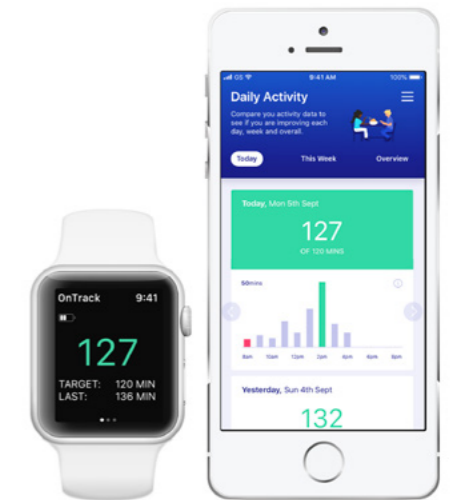 OnTrack 9:41
127
TARGET: 120 MIN
LAST: 136 MIN
9:41 AM 100%
Daily Activity
Compare you activity data to
see if you are improving each
day, week and overall.
Today This Week Overview
Today, Mon 5th Sept
127
OF 120 MINS
50mins
8am 10am 12pm 2pm 4pm 6pm 8pm
Yesterday, Sun 4th Sept
132